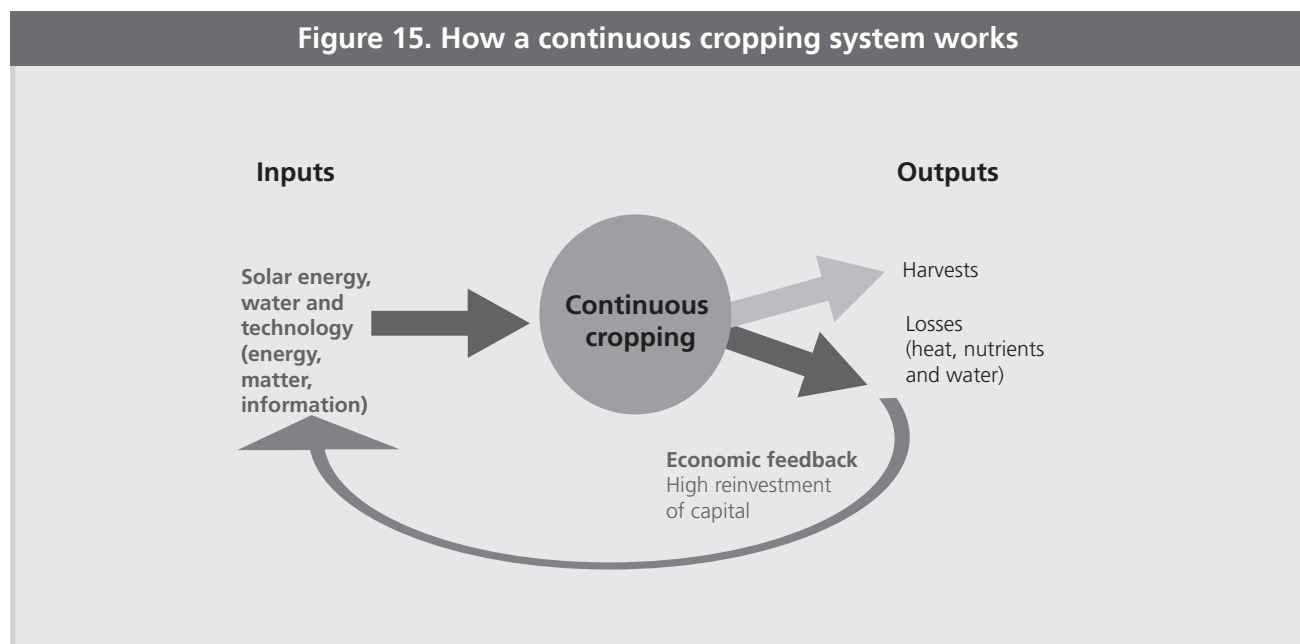 Figure 15. How a continuous cropping system works
Inputs
Outputs
Solar energy,
water and
technology
(energy,
matter,
information)
Continuous
cropping
Harvests
Losses
(heat, nutrients
and water)
Economic feedback
High reinvestment
of capital